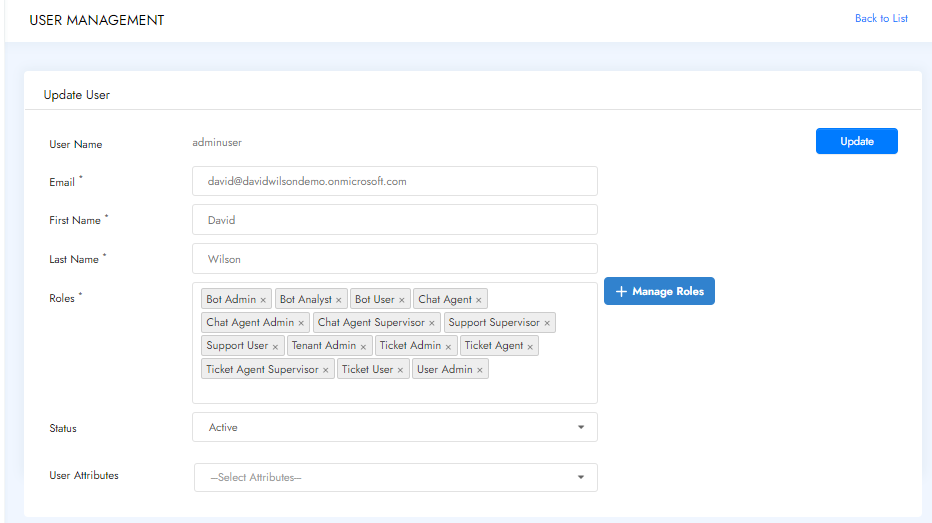 USER MANAGEMENT
Back to List
Update User
User Name
adminuser
Update
Email *
david@davidwilsondemo.onmicrosoft.com
First Name *
David
Last Name *
Wilson
Roles *
Bot Admin × Bot Analyst × Bot User × Chat Agent ×
+ Manage Roles
Chat Agent Admin × Chat Agent Supervisor × Support Supervisor ×
Support User × Tenant Admin × Ticket Admin × Ticket Agent ×
Ticket Agent Supervisor × Ticket User × User Admin ×
Status
Active
User Attributes
--Select Attributes--